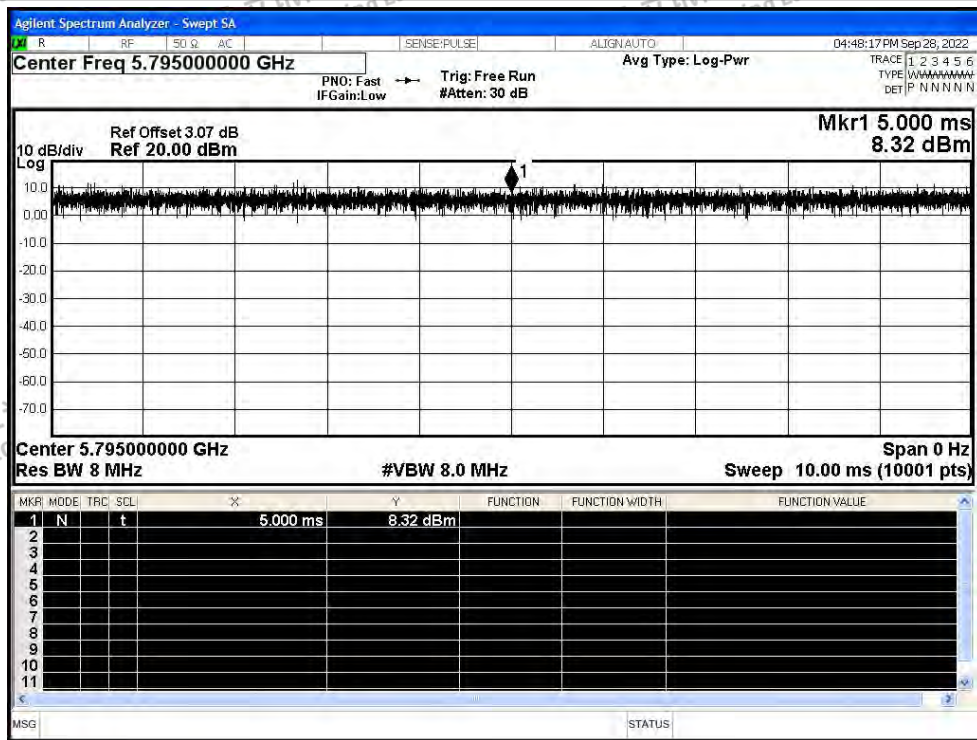 Agilent Spectrum Analyzer - Swept SA
LXI R RF 50 Ω AC SENSE:PULSE ALIGN AUTO 04:48:17 PM Sep 28, 2022
Center Freq 5.795000000 GHz
PNO: Fast
IFGain:Low
Trig: Free Run
#Atten: 30 dB
Avg Type: Log-Pwr
TRACE 1 2 3 4 5 6
TYPE WWWWWW
DET P N N N N N
Mkr1 5.000 ms
8.32 dBm
Ref Offset 3.07 dB
10 dB/div Ref 20.00 dBm
Log
1
10.0
0.00
-10.0
-20.0
-30.0
-40.0
-50.0
-60.0
-70.0
Center 5.795000000 GHz Span 0 Hz
Res BW 8 MHz #VBW 8.0 MHz Sweep 10.00 ms (10001 pts)
MKR MODE TRC SCL X Y FUNCTION FUNCTION WIDTH FUNCTION VALUE
1 N t 5.000 ms 8.32 dBm
2
3
4
5
6
7
8
9
10
11
MSG STATUS